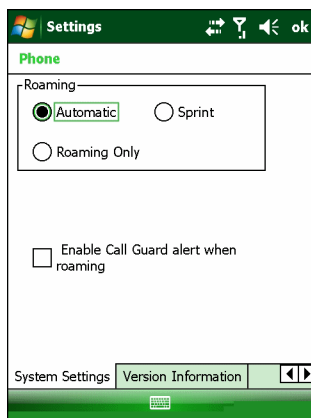 Settings
ok
Phone
Roaming
Automatic
Sprint
Roaming Only
Enable Call Guard alert when
roaming
System Settings
Version Information